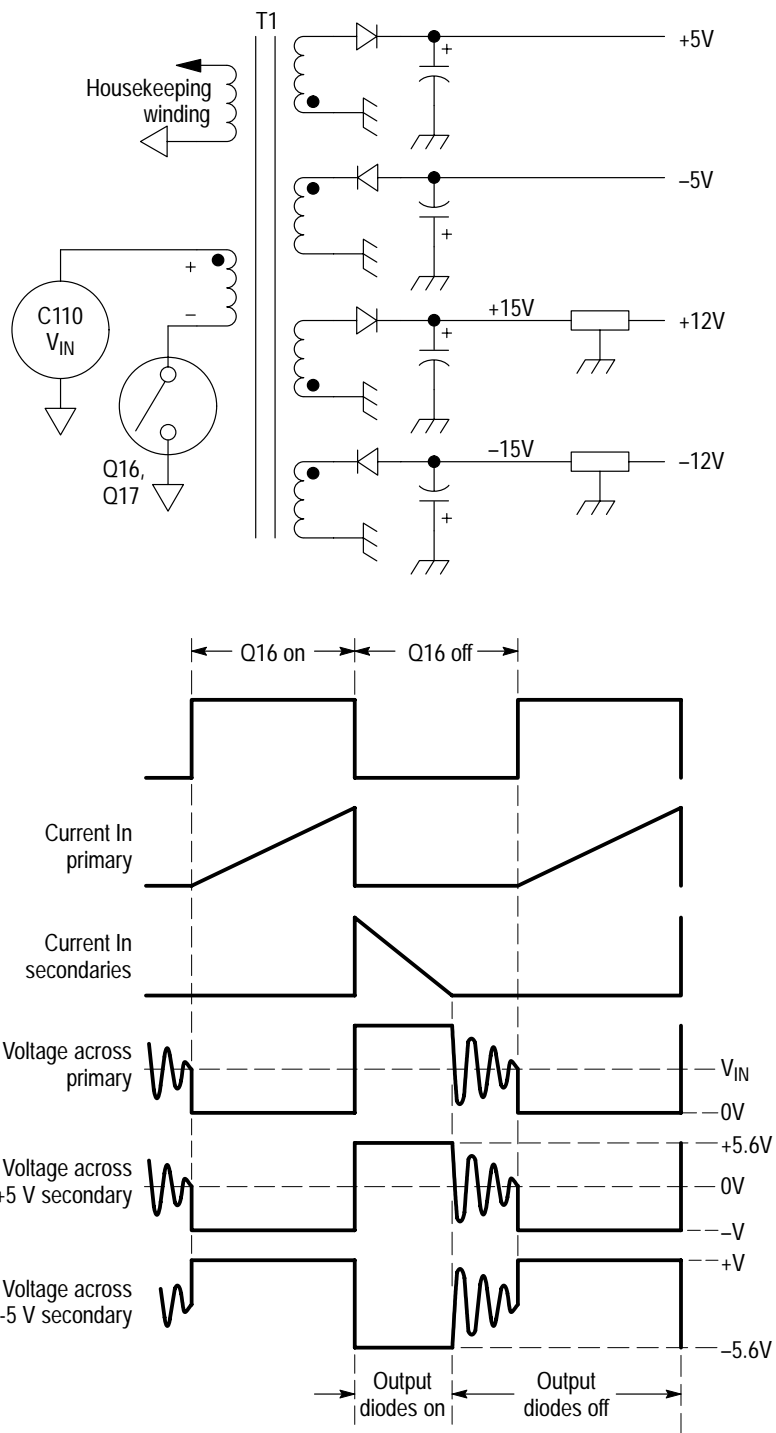 T1
+5V
+
Housekeeping
winding
−5V
+
+
−
C110
V_IN
+15V
+12V
+
Q16,
Q17
−15V
−12V
+
Q16 on
Q16 off
Current In
primary
Current In
secondaries
Voltage across
primary
V_IN
0V
+5.6V
Voltage across
+5 V secondary
0V
−V
+V
Voltage across
-5 V secondary
−5.6V
Output
diodes on
Output
diodes off